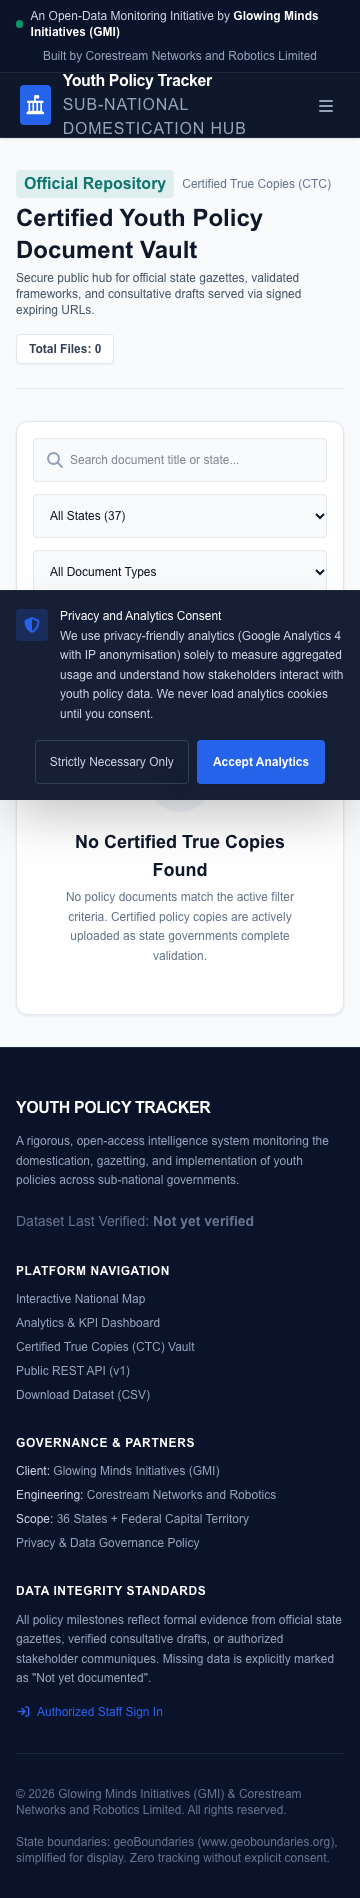 An Open-Data Monitoring Initiative by Glowing Minds
Initiatives (GMI)
Built by Corestream Networks and Robotics Limited
Youth Policy Tracker
SUB-NATIONAL
DOMESTICATION HUB
Official Repository Certified True Copies (CTC)
Certified Youth Policy
Document Vault
Secure public hub for official state gazettes, validated
frameworks, and consultative drafts served via signed
expiring URLs.
Total Files: 0
Search document title or state...
All States (37)
All Document Types
Privacy and Analytics Consent
We use privacy-friendly analytics (Google Analytics 4
with IP anonymisation) solely to measure aggregated
usage and understand how stakeholders interact with
youth policy data. We never load analytics cookies
until you consent.
Strictly Necessary Only Accept Analytics
No Certified True Copies
Found
No policy documents match the active filter
criteria. Certified policy copies are actively
uploaded as state governments complete
validation.
YOUTH POLICY TRACKER
A rigorous, open-access intelligence system monitoring the
domestication, gazetting, and implementation of youth
policies across sub-national governments.
Dataset Last Verified: Not yet verified
PLATFORM NAVIGATION
Interactive National Map
Analytics & KPI Dashboard
Certified True Copies (CTC) Vault
Public REST API (v1)
Download Dataset (CSV)
GOVERNANCE & PARTNERS
Client: Glowing Minds Initiatives (GMI)
Engineering: Corestream Networks and Robotics
Scope: 36 States + Federal Capital Territory
Privacy & Data Governance Policy
DATA INTEGRITY STANDARDS
All policy milestones reflect formal evidence from official state
gazettes, verified consultative drafts, or authorized
stakeholder communiques. Missing data is explicitly marked
as "Not yet documented".
Authorized Staff Sign In
© 2026 Glowing Minds Initiatives (GMI) & Corestream
Networks and Robotics Limited. All rights reserved.
State boundaries: geoBoundaries (www.geoboundaries.org),
simplified for display. Zero tracking without explicit consent.